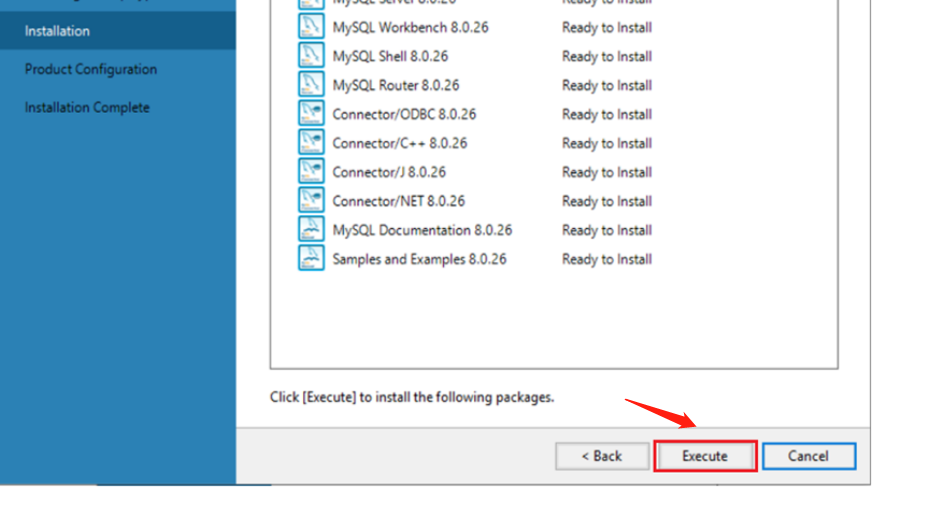 MySQL Server 8.0.26 Ready to Install
Installation
MySQL Workbench 8.0.26 Ready to Install
MySQL Shell 8.0.26 Ready to Install
Product Configuration
MySQL Router 8.0.26 Ready to Install
Installation Complete
Connector/ODBC 8.0.26 Ready to Install
Connector/C++ 8.0.26 Ready to Install
Connector/J 8.0.26 Ready to Install
Connector/NET 8.0.26 Ready to Install
MySQL Documentation 8.0.26 Ready to Install
Samples and Examples 8.0.26 Ready to Install
Click [Execute] to install the following packages.
< Back Execute Cancel